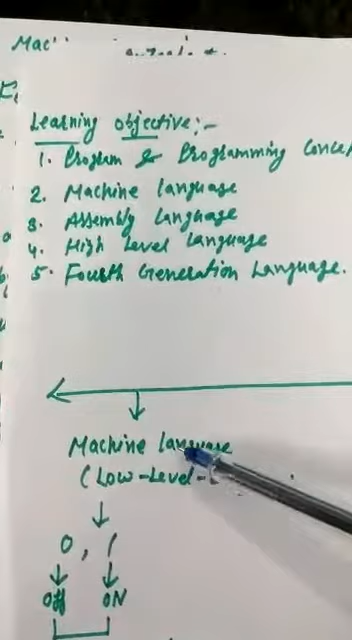 Learning objective:-
1. Program & Programming
2. Machine language
3. Assembly language
4. High Level language
5. Fourth Generation Language.
Machine language
(Low-Level-
0, 1
Off ON